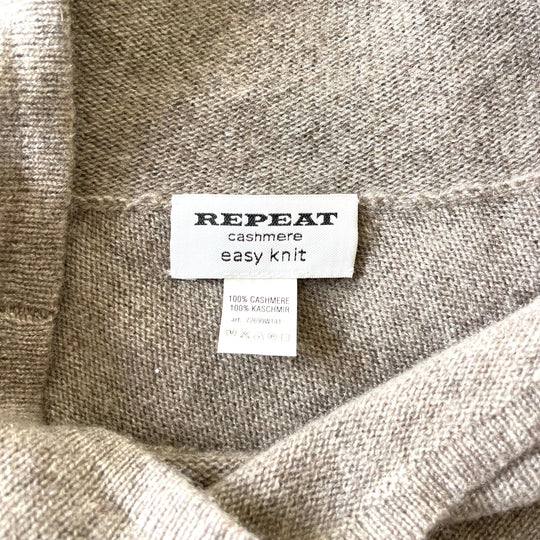 REPEAT
cashmere
easy knit
100% CASHMERE
100% KASCHMIR
art.